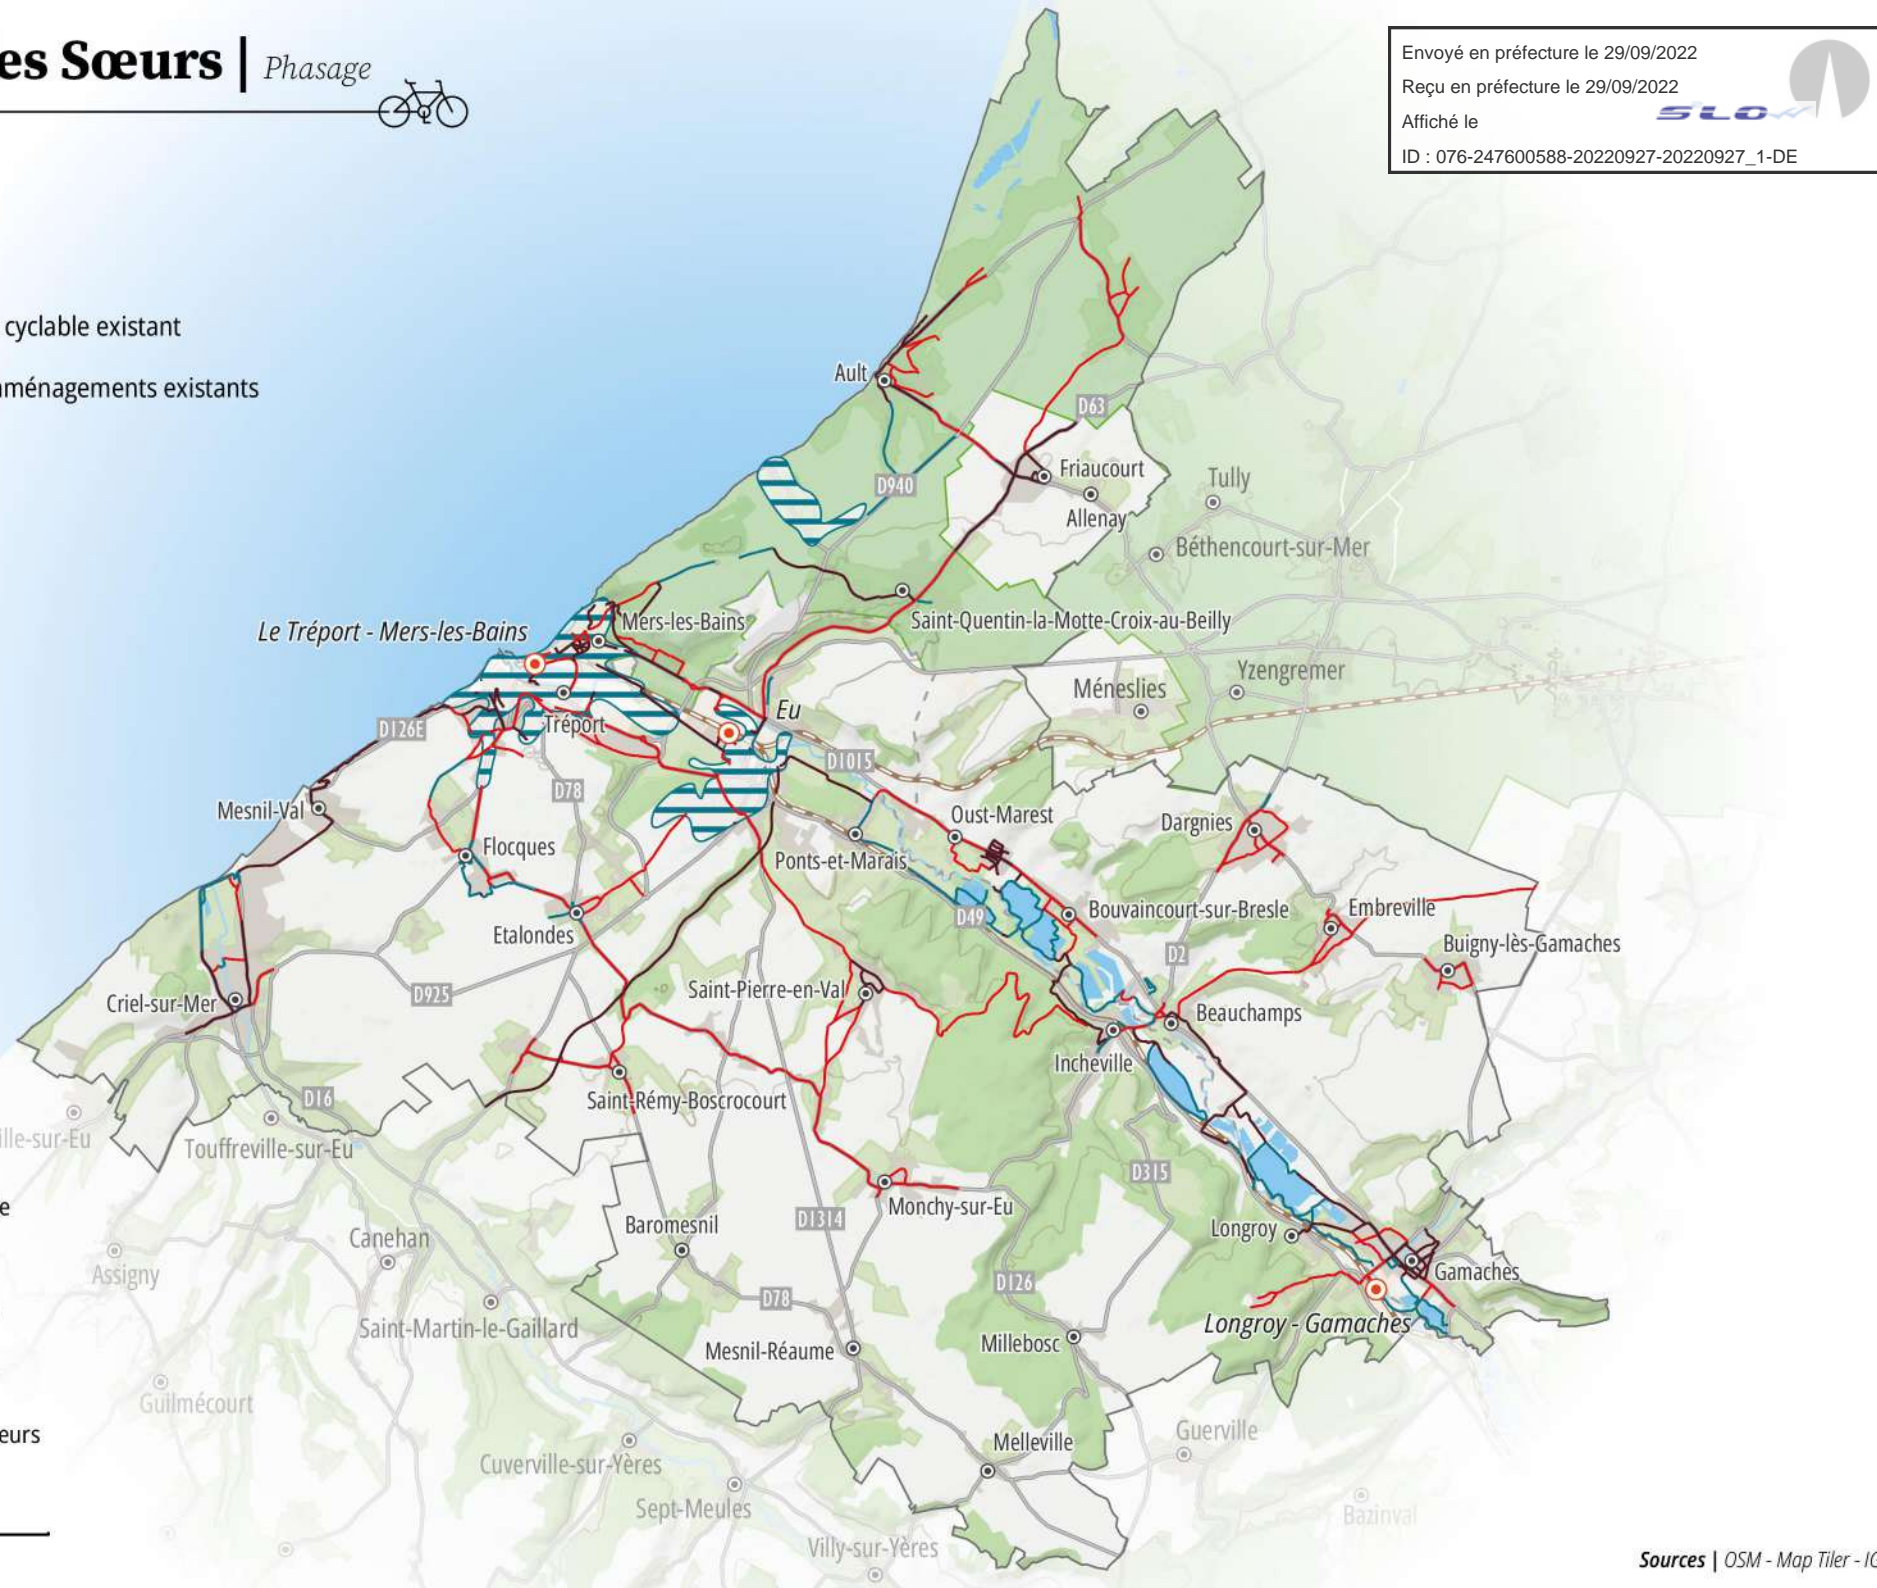 es Sœurs | Phasage
Envoyé en préfecture le 29/09/2022
Reçu en préfecture le 29/09/2022
Affiché le
SLOW
ID : 076-247600588-20220927-20220927_1-DE
cyclable existant
ménagements existants
Ault
D63
Friaucourt
Tully
D940
Allenay
Béthencourt-sur-Mer
Le Tréport - Mers-les-Bains
Mers-les-Bains
Saint-Quentin-la-Motte-Croix-au-Beilly
Yzengremer
Méneslies
Eu
Tréport
D126E
D1015
D78
Mesnil-Val
Oust-Marest
Dargnies
Flocques
Ponts-et-Marais
Bouvaincourt-sur-Bresle
Embreville
D49
Etalondes
Buigny-lès-Gamaches
D2
Saint-Pierre-en-Val
D925
Criel-sur-Mer
Beauchamps
Incheville
D16
Saint-Rémy-Boscrocourt
lle-sur-Eu
Touffreville-sur-Eu
D315
e
Monchy-sur-Eu
D1314
Baromesnil
Longroy
Canehan
Assigny
Gamaches
D126
D78
Longroy - Gamaches
Saint-Martin-le-Gaillard
Millebosc
Mesnil-Réaume
Guilmécourt
Guerville
eurs
Melleville
Cuverville-sur-Yères
Sept-Meules
Bazinval
Villy-sur-Yères
Sources | OSM - Map Tiler - IG